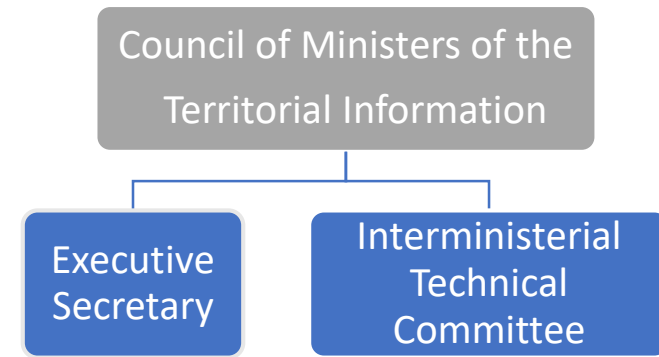 Council of Ministers of the
Territorial Information
Executive
Secretary
Interministerial
Technical
Committee